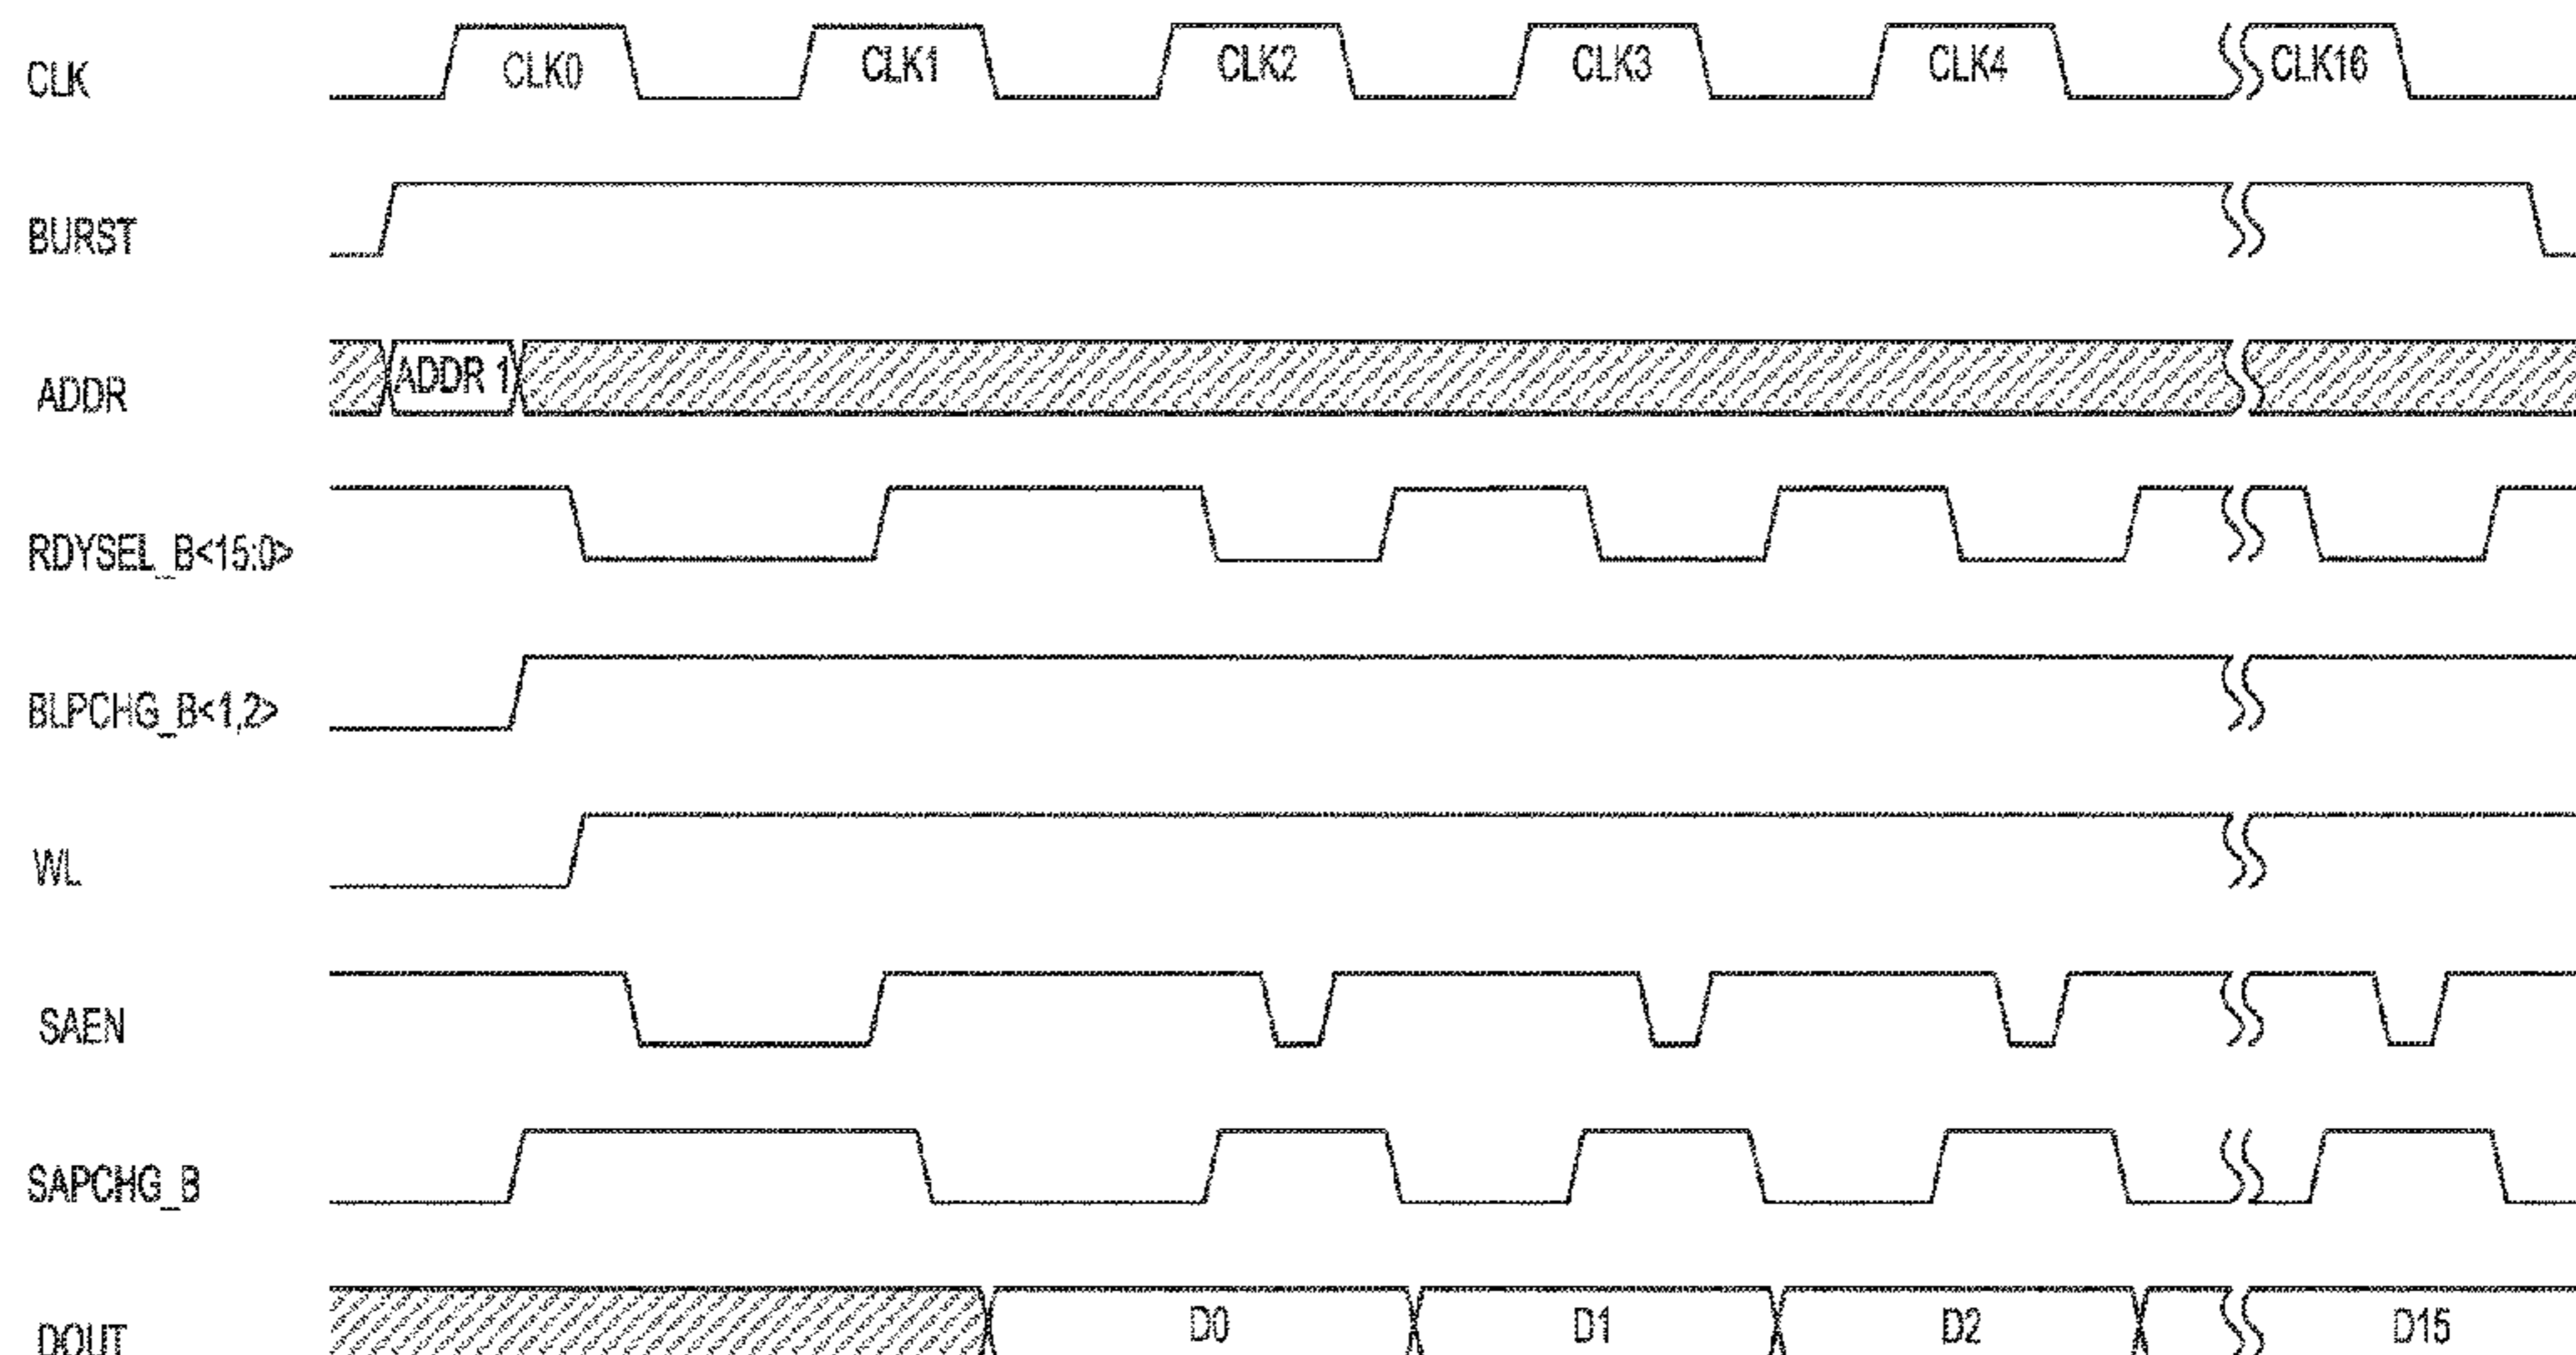 CLK CLK0 CLK1 CLK2 CLK3 CLK4 CLK16
BURST
ADDR ADDR 1
RDYSEL_B<15:0>
BLPCHG_B<1,2>
WL
SAEN
SAPCHG_B
DOUT D0 D1 D2 D15